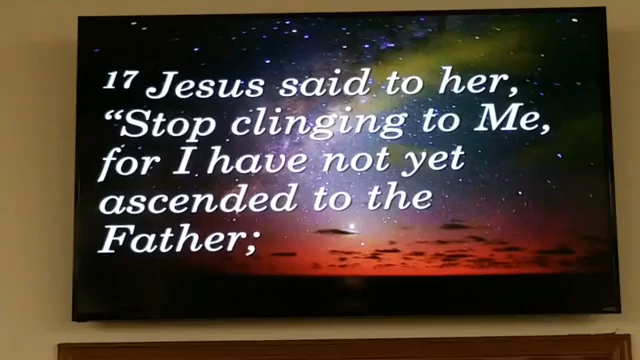 17 Jesus said to her,
“Stop clinging to Me,
for I have not yet
ascended to the
Father;